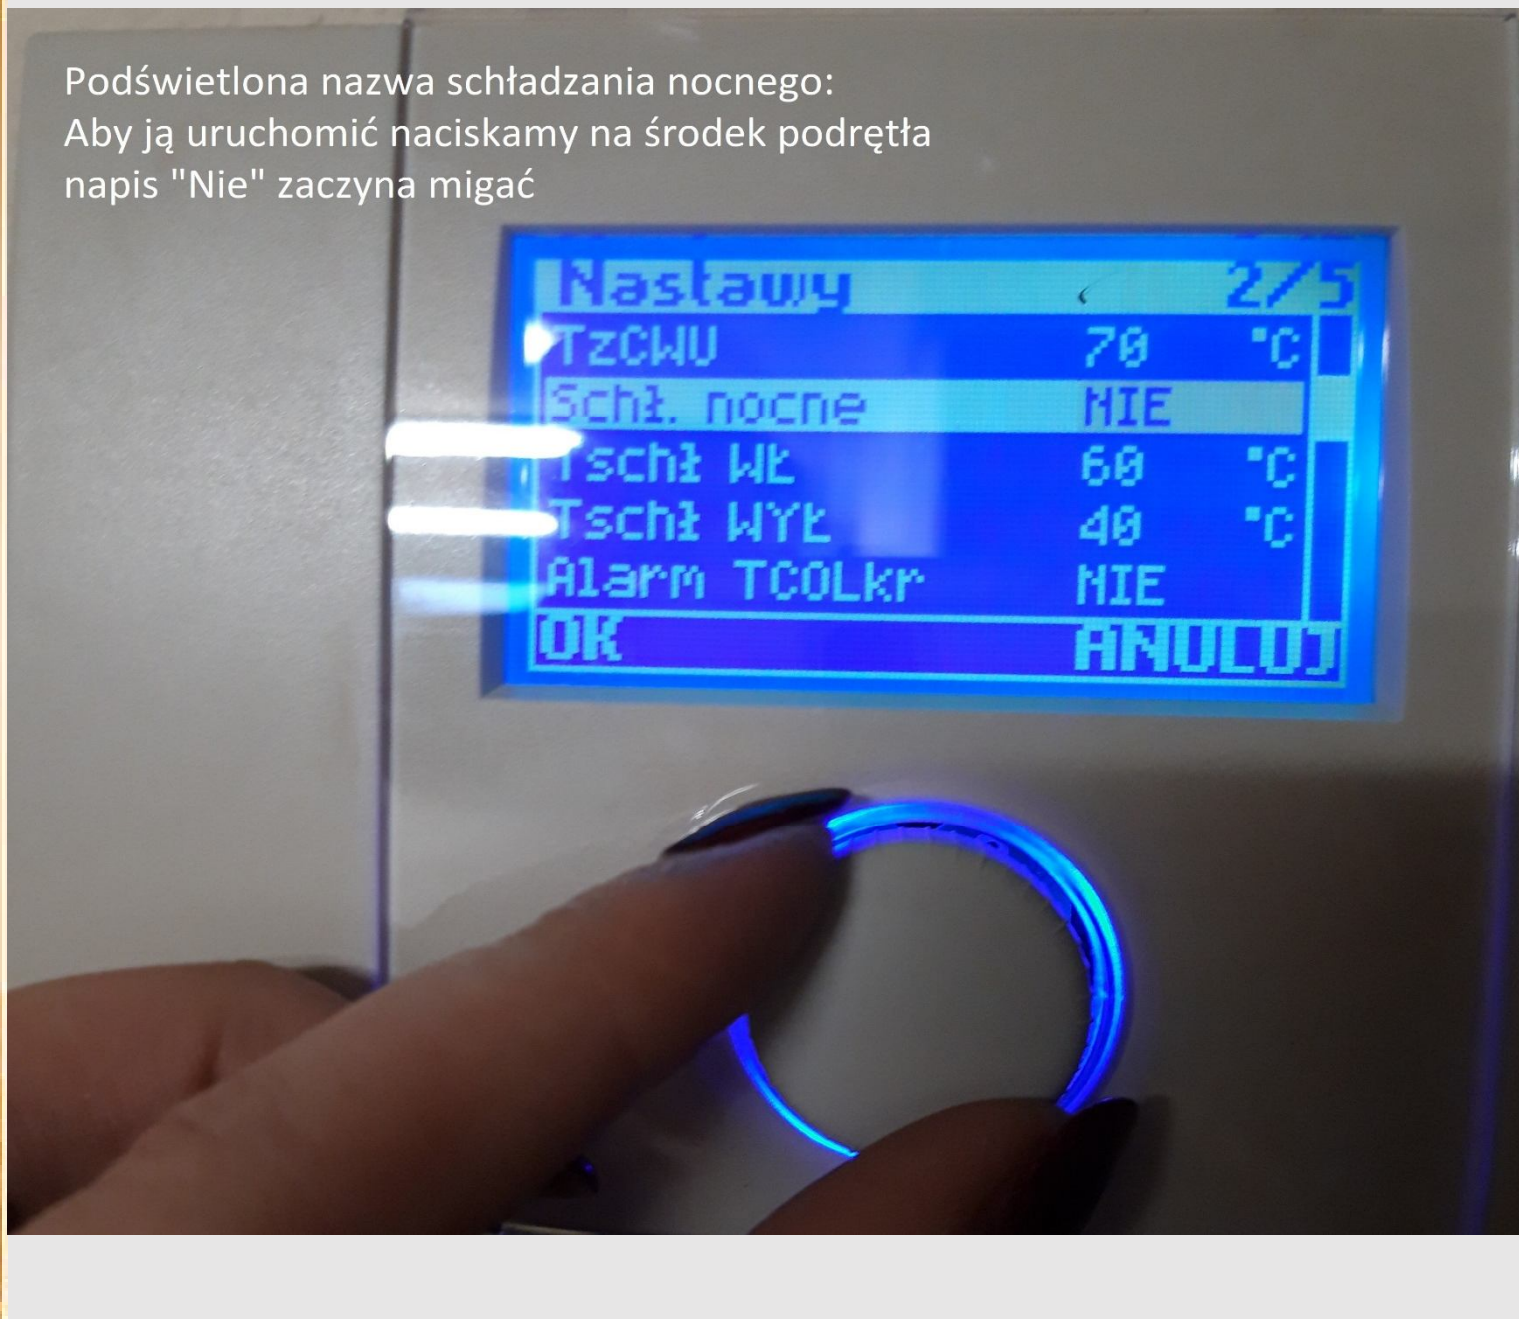 Podświetlona nazwa schładzania nocnego:
Aby ją uruchomić naciskamy na środek podrętła
napis "Nie" zaczyna migać
Nastawy 2/5
TzCWU 70 °C
Schł. nocne NIE
Tschł WŁ 60 °C
Tschł WYŁ 40 °C
Alarm TCOLkr NIE
OK ANULUJ